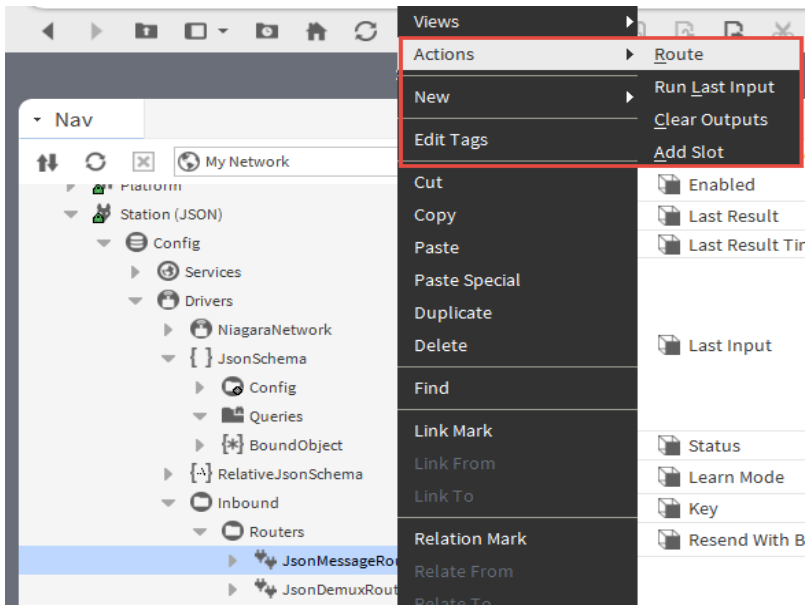 Views
Actions
Route
New
Run Last Input
Clear Outputs
Edit Tags
Add Slot
Nav
My Network
Platform
Station (JSON)
Config
Services
Drivers
NiagaraNetwork
{ } JsonSchema
Config
Queries
{*} BoundObject
RelativeJsonSchema
Inbound
Routers
JsonMessageRou
JsonDemuxRout
Cut
Copy
Paste
Paste Special
Duplicate
Delete
Find
Link Mark
Link From
Link To
Relation Mark
Relate From
Relate To
Enabled
Last Result
Last Result Tir
Last Input
Status
Learn Mode
Key
Resend With B